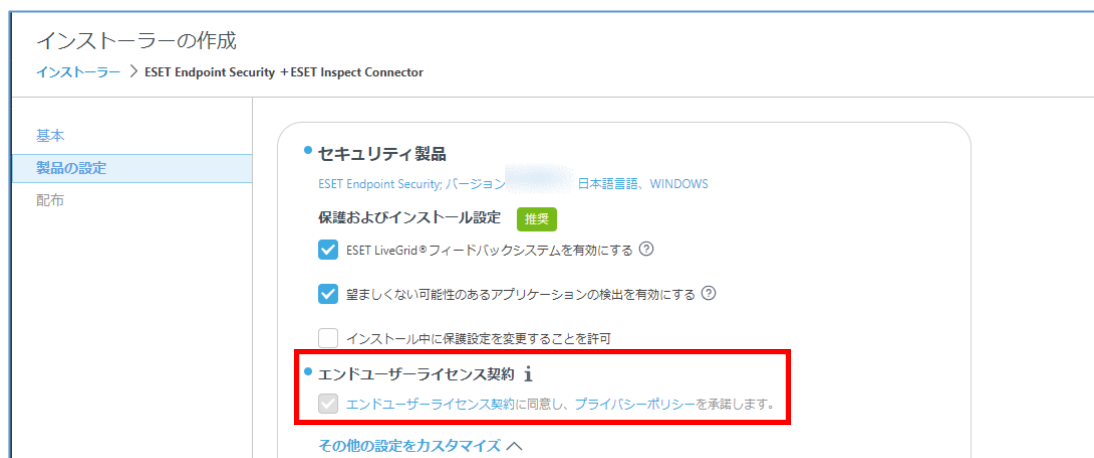 インストーラーの作成
インストーラー > ESET Endpoint Security +ESET Inspect Connector
基本
製品の設定
配布
セキュリティ製品
ESET Endpoint Security; バージョン 日本語言語、WINDOWS
保護およびインストール設定 推奨
ESET LiveGrid®フィードバックシステムを有効にする ?
望ましくない可能性のあるアプリケーションの検出を有効にする ?
インストール中に保護設定を変更することを許可
エンドユーザーライセンス契約 i
エンドユーザーライセンス契約に同意し、プライバシーポリシーを承諾します。
その他の設定をカスタマイズ